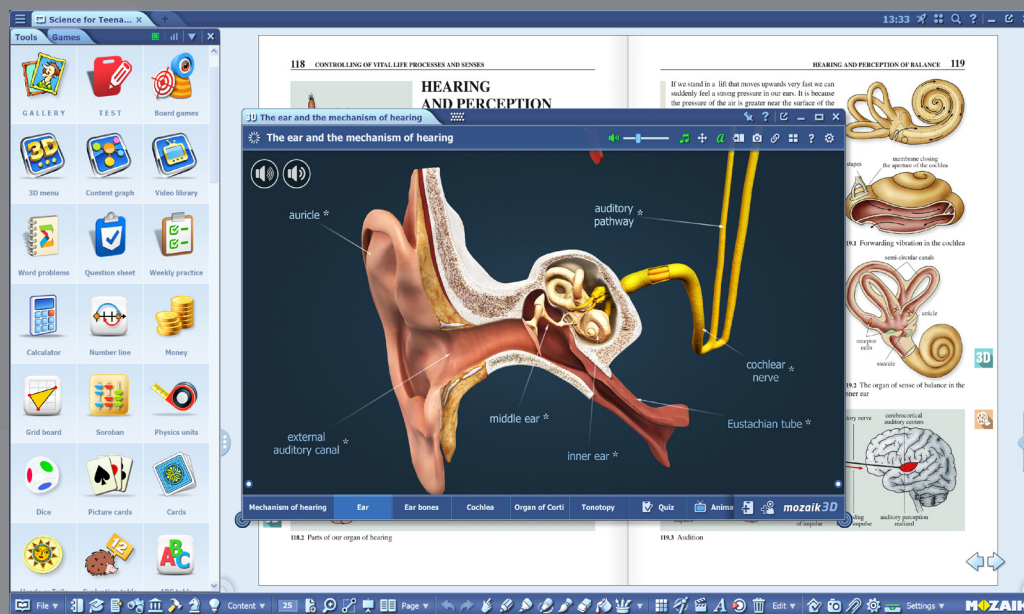 Science for Teena...
13:33
Tools
Games
GALLERY
TEST
Board games
3D menu
Content graph
Video library
Word problems
Question sheet
Weekly practice
Calculator
Number line
Money
Grid board
Soroban
Physics units
Dice
Picture cards
Cards
118 CONTROLLING OF VITAL LIFE PROCESSES AND SENSES
HEARING
AND PERCEPTION
HEARING AND PERCEPTION OF BALANCE 119
If we stand in a lift that moves upwards very fast we can
suddenly feel a strong pressure in our ears. It is because
the pressure of the air is greater near the surface of the
3D The ear and the mechanism of hearing
The ear and the mechanism of hearing
auricle *
auditory
pathway *
cochlear
nerve *
middle ear *
Eustachian tube *
external
auditory canal *
inner ear *
Mechanism of hearing
Ear
Ear bones
Cochlea
Organ of Corti
Tonotopy
Quiz
Anima
mozaik3D
membrane closing
the aperture of the cochlea
19.1 Forwarding vibration in the cochlea
semi-circular canals
utricle
receptor
cells
saccule
3D
19.2 The organ of sense of balance in the
nner ear
cerebrocortical
auditory centers
auditory perception
realized
of impulse
118.2 Parts of our organ of hearing
119.3 Audition
File
Content
25
Page
Edit
Settings